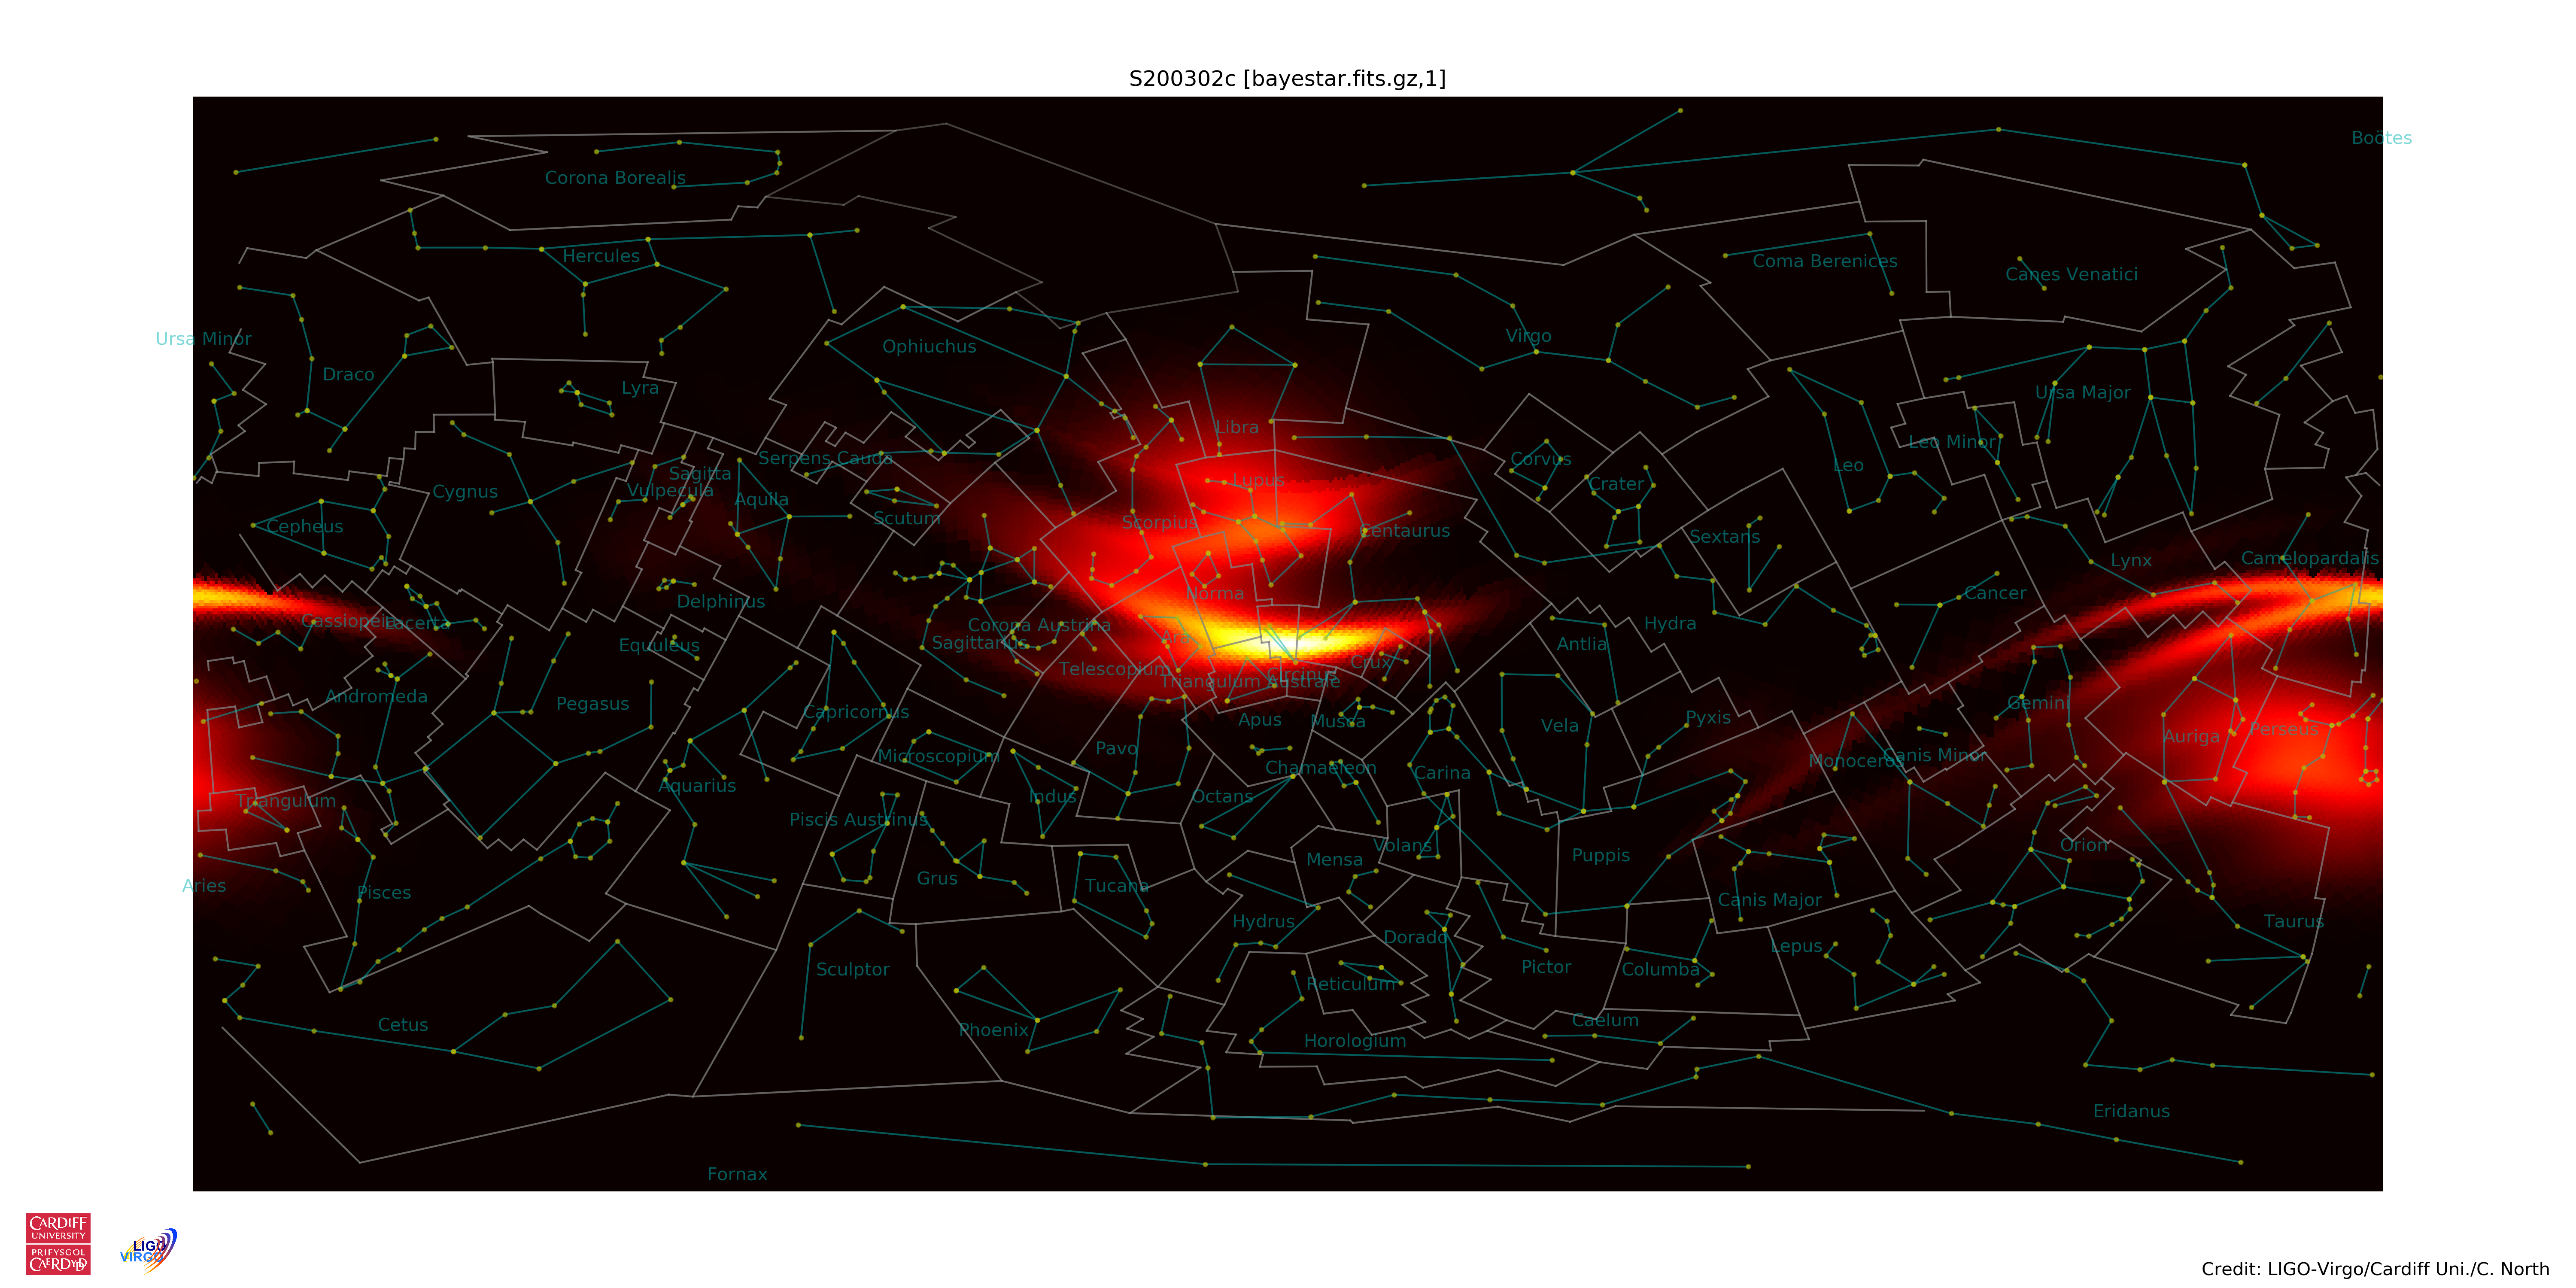 S200302c [bayestar.fits.gz,1]
Boötes
Corona Borealis
Hercules
Coma Berenices
Canes Venatici
Ursa Minor
Virgo
Ophiuchus
Draco
Lyra
Ursa Major
Libra
Leo Minor
Serpens Cauda
Corvus
Leo
Sagitta
Lupus
Crater
Cygnus
Vulpecula
Aquila
Scutum
Scorpius
Cepheus
Centaurus
Sextans
Lynx
Camelopardalis
Norma
Cancer
Delphinus
Cassiopeia
Lacerta
Corona Austrina
Hydra
Ara
Equuleus
Sagittarius
Antlia
Crux
Telescopium
Circinus
Triangulum Australe
Andromeda
Pegasus
Gemini
Capricornus
Apus
Musca
Vela
Pyxis
Perseus
Auriga
Pavo
Microscopium
Canis Minor
Monoceros
Chamaeleon
Carina
Aquarius
Triangulum
Indus
Octans
Piscis Austrinus
Volans
Orion
Mensa
Puppis
Grus
Aries
Tucana
Pisces
Canis Major
Hydrus
Taurus
Dorado
Lepus
Sculptor
Pictor
Columba
Reticulum
Caelum
Cetus
Phoenix
Horologium
Eridanus
Fornax
CARDIFF
UNIVERSITY
PRIFYSGOL
CAERDYDD
LIGO
VIRGO
Credit: LIGO-Virgo/Cardiff Uni./C. North